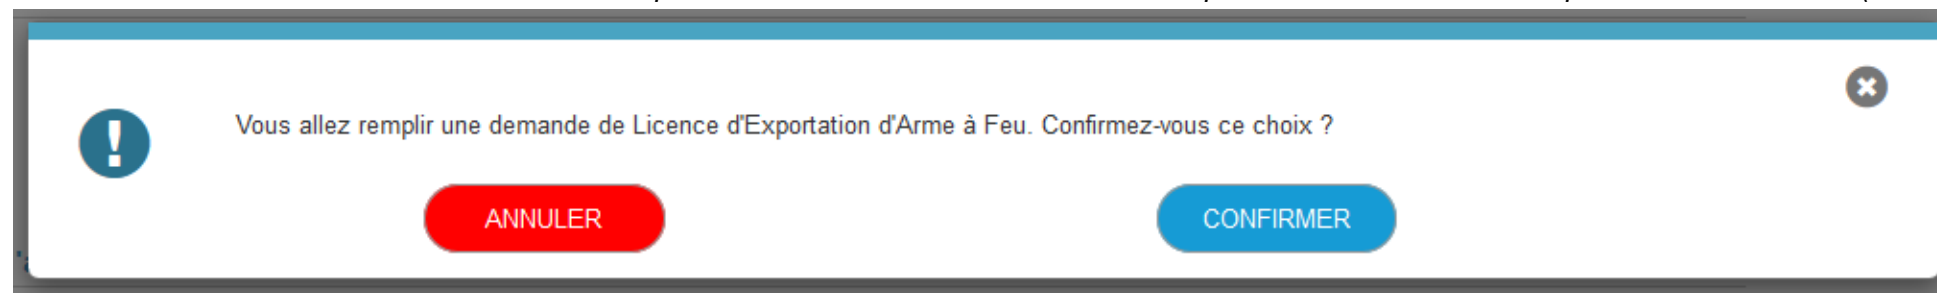 Vous allez remplir une demande de Licence d'Exportation d'Arme à Feu. Confirmez-vous ce choix ?
ANNULER
CONFIRMER